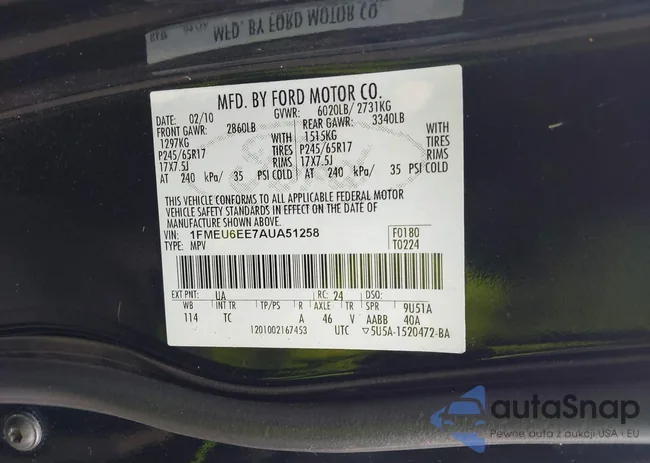 MFD. BY FORD MOTOR CO.
MFD. BY FORD MOTOR CO.
DATE: 02/10 GVWR: 6020LB/ 2731KG
FRONT GAWR: 2860LB REAR GAWR: 3340LB
1297KG WITH 1515KG WITH
P245/65R17 TIRES P245/65R17 TIRES
17X7.5J RIMS 17X7.5J RIMS
AT 240 kPa/ 35 PSI COLD AT 240 kPa/ 35 PSI COLD
THIS VEHICLE CONFORMS TO ALL APPLICABLE FEDERAL MOTOR
VEHICLE SAFETY STANDARDS IN EFFECT ON THE DATE OF
MANUFACTURE SHOWN ABOVE.
VIN: 1FMEU6EE7AUA51258 F0180
TYPE: MPV T0224
EXT PNT: UA RC: 24 DSO:
WB INT TR TP/PS R AXLE TR SPR 9U51A
114 TC A 46 V AABB 40A
1201002167453 UTC ▽5U5A-1520472-BA
autaSnap
Pewne auta z aukcji USA i EU